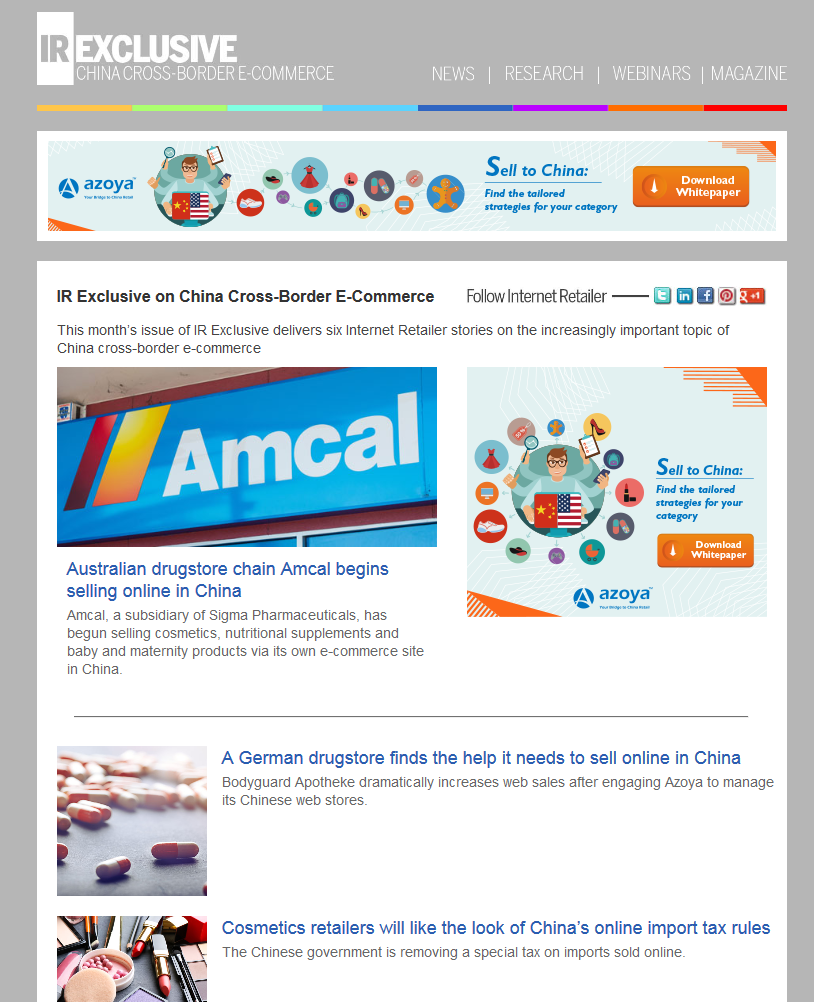 IR EXCLUSIVE
CHINA CROSS-BORDER E-COMMERCE
NEWS | RESEARCH | WEBINARS | MAGAZINE
azoya™
Your Bridge to China Retail
Sell to China:
Find the tailored
strategies for your category
Download
Whitepaper
IR Exclusive on China Cross-Border E-Commerce
Follow Internet Retailer
in
f
g +1
This month's issue of IR Exclusive delivers six Internet Retailer stories on the increasingly important topic of
China cross-border e-commerce
Amcal
Sell to China:
Find the tailored
strategies for your
category
Download
Whitepaper
azoya™
Your Bridge to China Retail
Australian drugstore chain Amcal begins
selling online in China
Amcal, a subsidiary of Sigma Pharmaceuticals, has
begun selling cosmetics, nutritional supplements and
baby and maternity products via its own e-commerce site
in China.
A German drugstore finds the help it needs to sell online in China
Bodyguard Apotheke dramatically increases web sales after engaging Azoya to manage
its Chinese web stores.
Cosmetics retailers will like the look of China's online import tax rules
The Chinese government is removing a special tax on imports sold online.